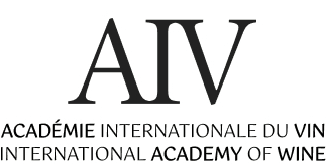 AIV
ACADÉMIE INTERNATIONALE DU VIN
INTERNATIONAL ACADEMY OF WINE